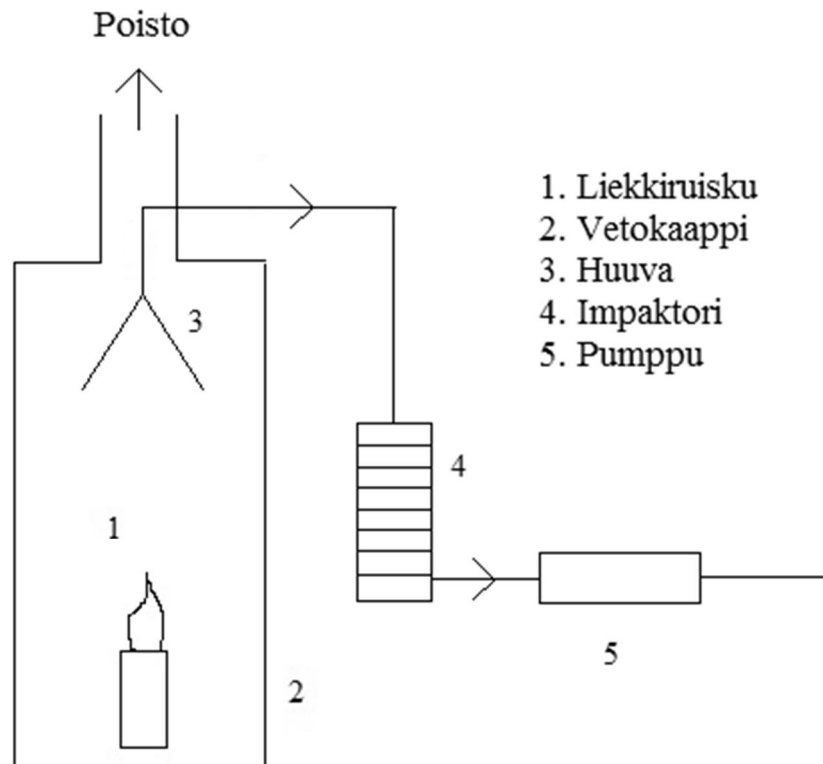 Poisto
1. Liekkiruisku
2. Vetokaappi
3. Huuva
4. Impaktori
5. Pumppu
3
4
1
5
2